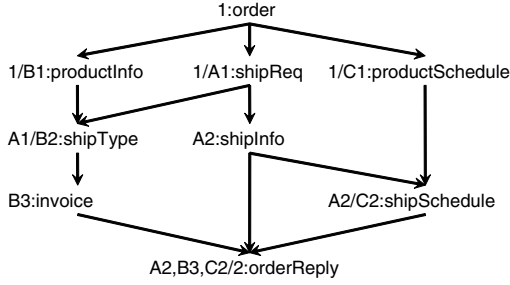 1:order
1/B1:productInfo
1/A1:shipReq
1/C1:productSchedule
A1/B2:shipType
A2:shipInfo
B3:invoice
A2/C2:shipSchedule
A2,B3,C2/2:orderReply